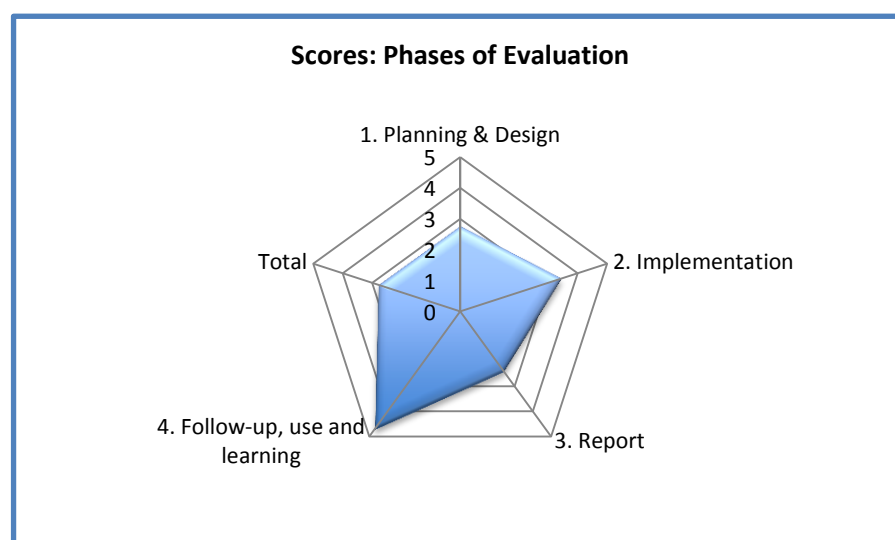 Scores: Phases of Evaluation
1. Planning & Design
5
4
3
2
1
0
Total
2. Implementation
4. Follow-up, use and
learning
3. Report